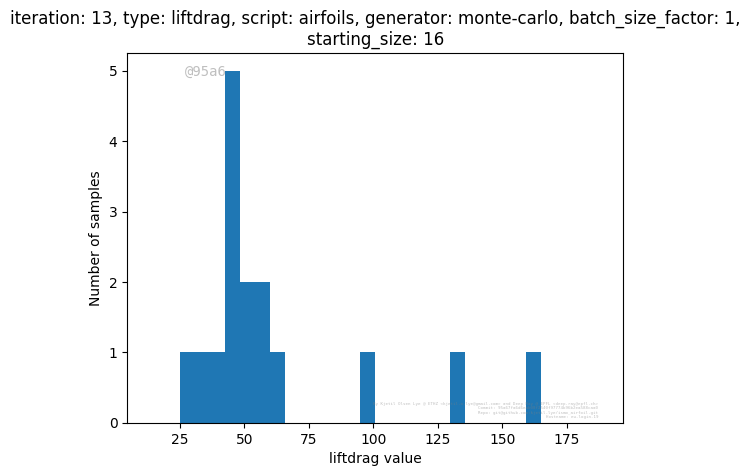 iteration: 13, type: liftdrag, script: airfoils, generator: monte-carlo, batch_size_factor: 1,
starting_size: 16
@95a6
5
4
3
2
1
0
Number of samples
25 50 75 100 125 150 175
liftdrag value